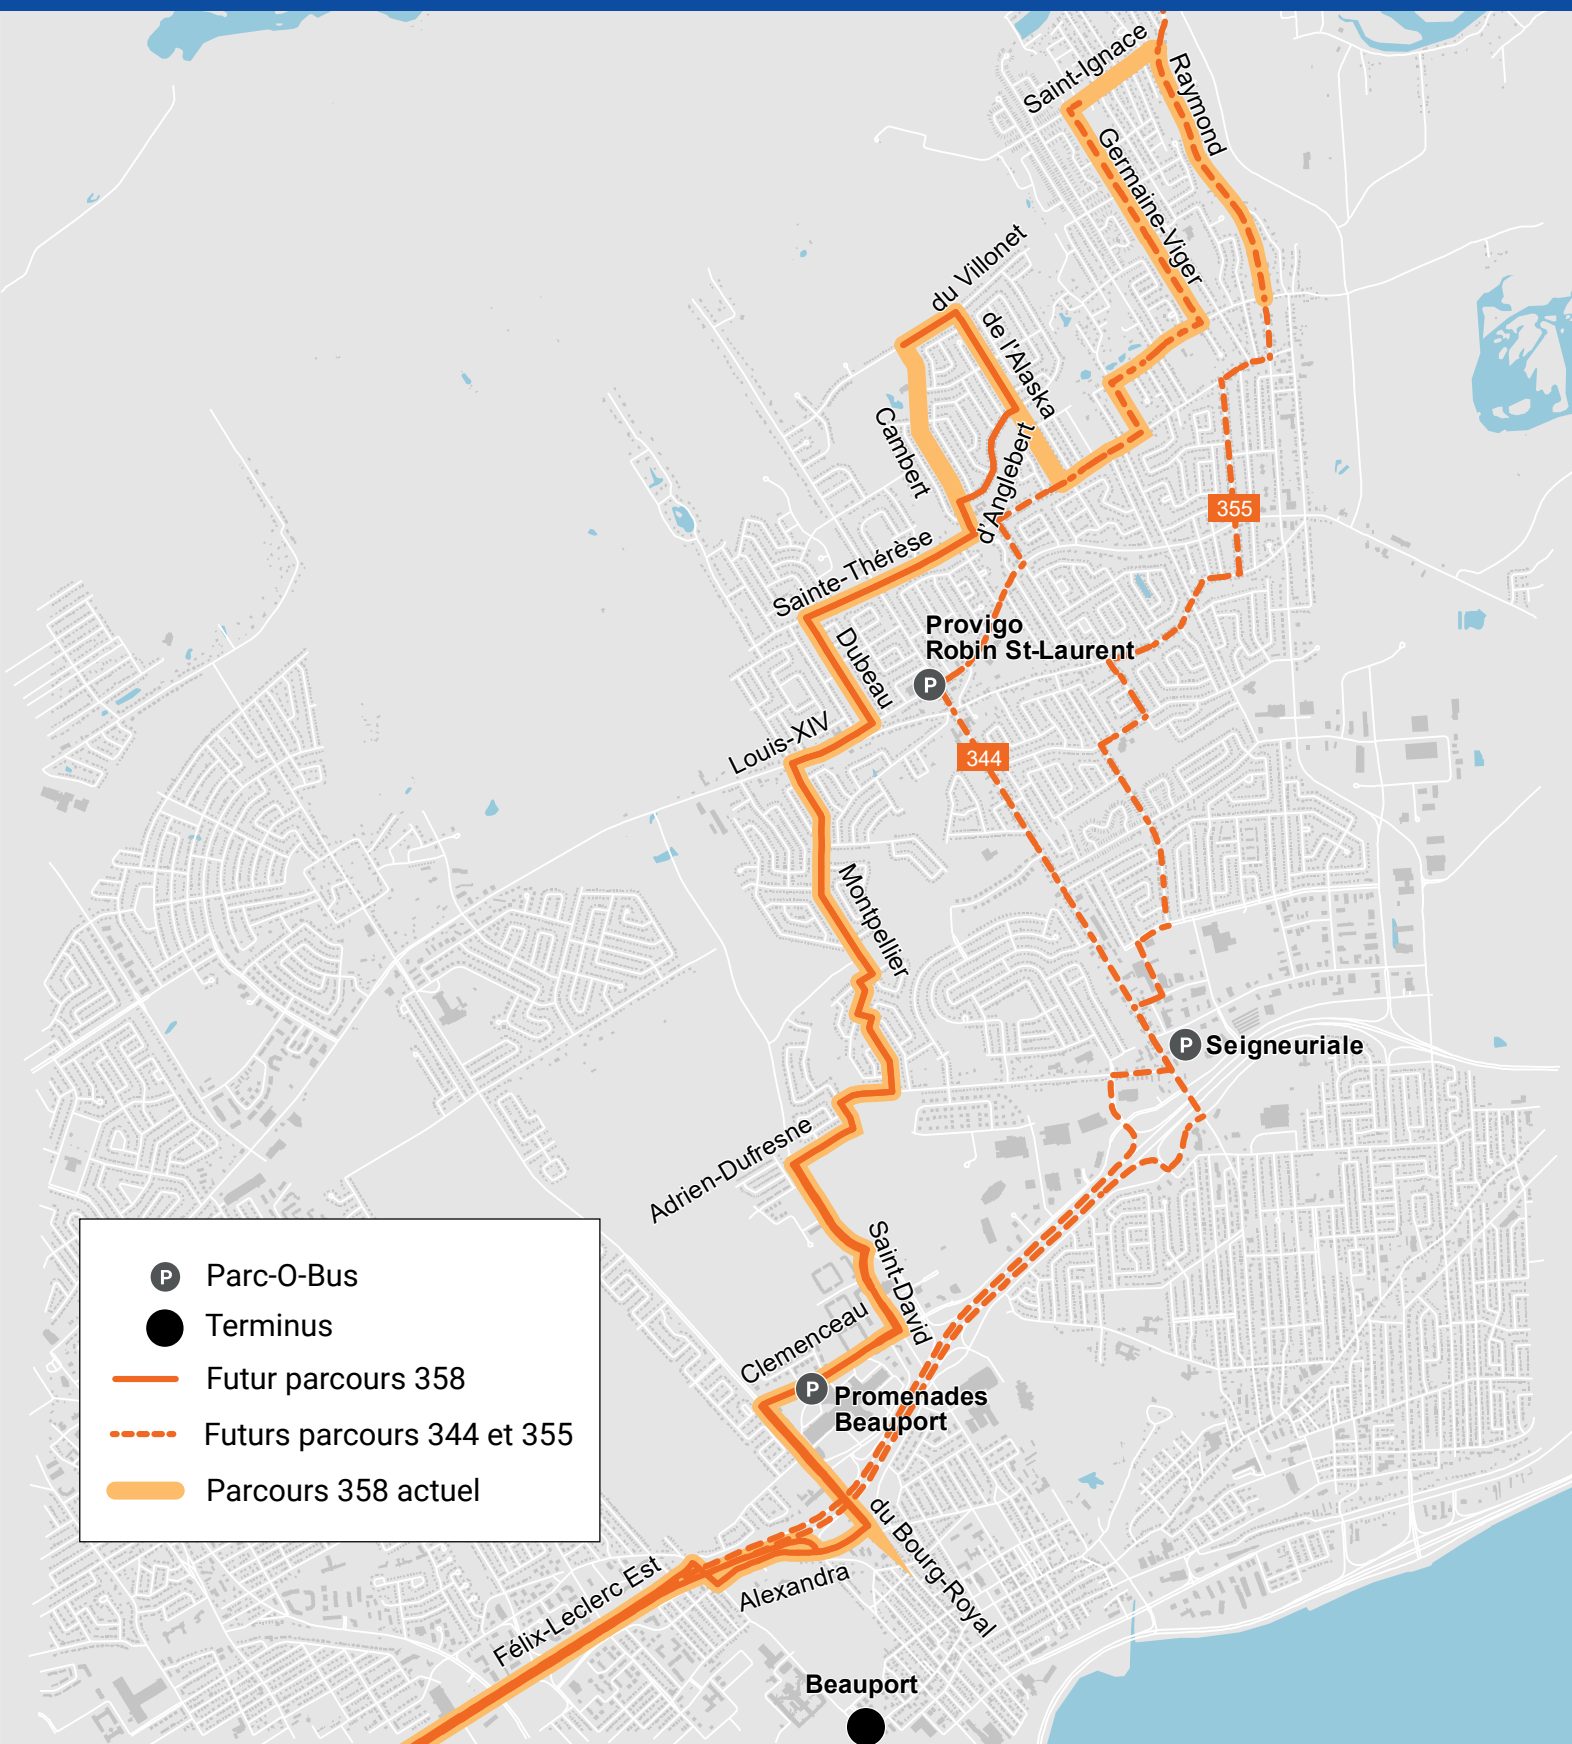 Saint-Ignace
Raymond
Germaine-Viger
du Villonet
de l'Alaska
Cambert
d'Anglebert
355
Sainte-Thérèse
Provigo
Robin St-Laurent
P
Dubeau
Louis-XIV
344
Montpellier
P Seigneuriale
Adrien-Dufresne
Saint-David
Clemenceau
P Promenades
Beauport
du Bourg-Royal
Félix-Leclerc Est
Alexandra
Beauport
P Parc-O-Bus
Terminus
Futur parcours 358
Futurs parcours 344 et 355
Parcours 358 actuel